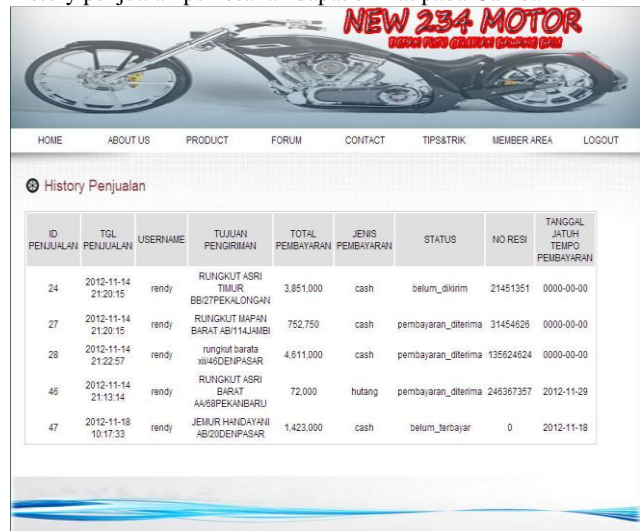 NEW 234 MOTOR
HOME ABOUT US PRODUCT FORUM CONTACT TIPS&TRIK MEMBER AREA LOGOUT
History Penjualan
ID PENJUALAN TGL PENJUALAN USERNAME TUJUAN PENGIRIMAN TOTAL PEMBAYARAN JENIS PEMBAYARAN STATUS NO RESI TANGGAL JATUH TEMPO PEMBAYARAN
24 2012-11-14 21:20:15 rendy RUNGKUT ASRI TIMUR BB/27PEKALONGAN 3,851,000 cash belum_dikirim 21451351 0000-00-00
27 2012-11-14 21:20:15 rendy RUNGKUT MAPAN BARAT AB/114JAMBI 752,750 cash pembayaran_diterima 31454626 0000-00-00
28 2012-11-14 21:22:57 rendy rungkut barata xii/46DENPASAR 4,611,000 cash pembayaran_diterima 135624624 0000-00-00
46 2012-11-14 21:13:14 rendy RUNGKUT ASRI BARAT AA/68PEKANBARU 72,000 hutang pembayaran_diterima 246367357 2012-11-29
47 2012-11-18 10:17:33 rendy JEMUR HANDAYANI AB/20DENPASAR 1,423,000 cash belum_terbayar 0 2012-11-18